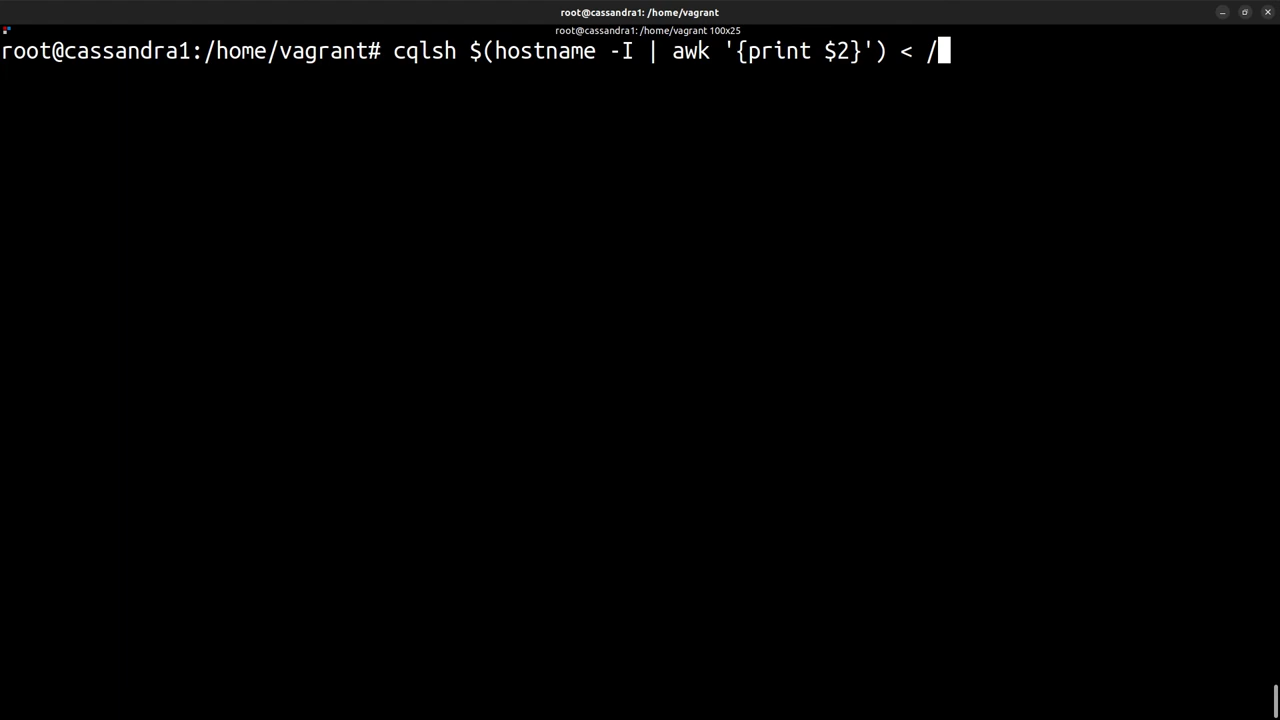 root@cassandra1: /home/vagrant
root@cassandra1: /home/vagrant 100x25
root@cassandra1:/home/vagrant# cqlsh $(hostname -I | awk '{print $2}') < /